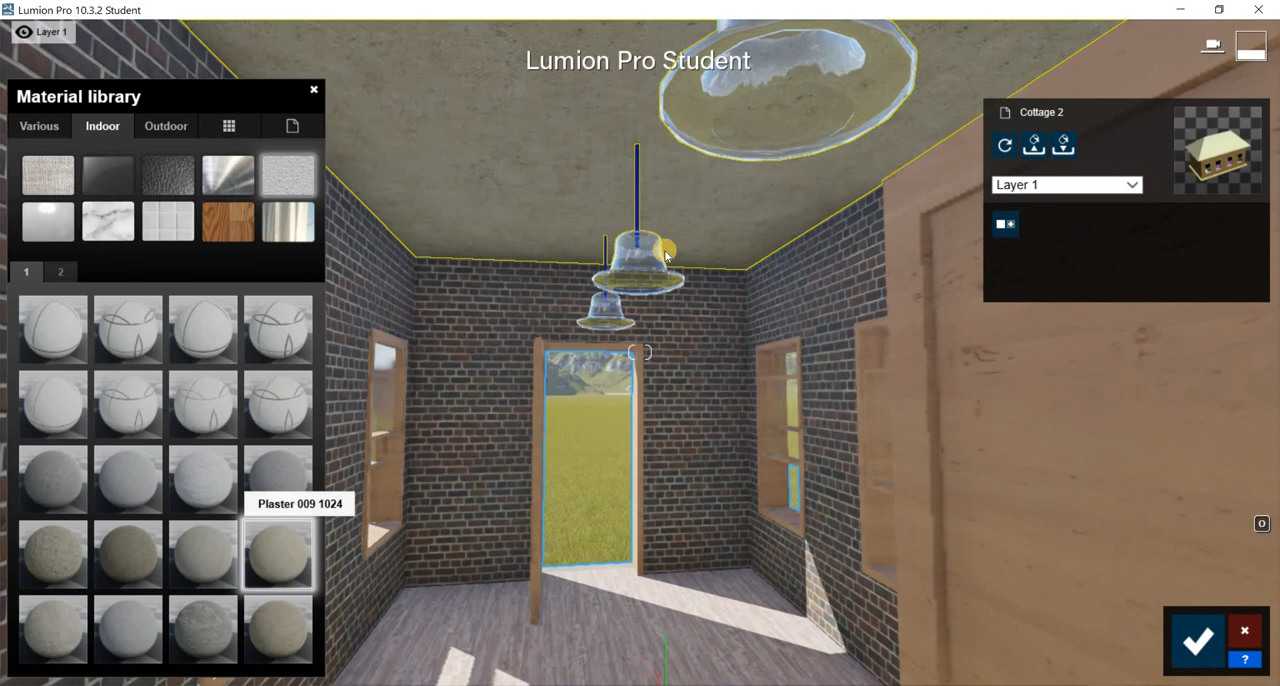 Lumion Pro 10.3.2 Student
Layer 1
Lumion Pro Student
Material library
Various Indoor Outdoor
1 2
Plaster 009 1024
Cottage 2
Layer 1
O
?